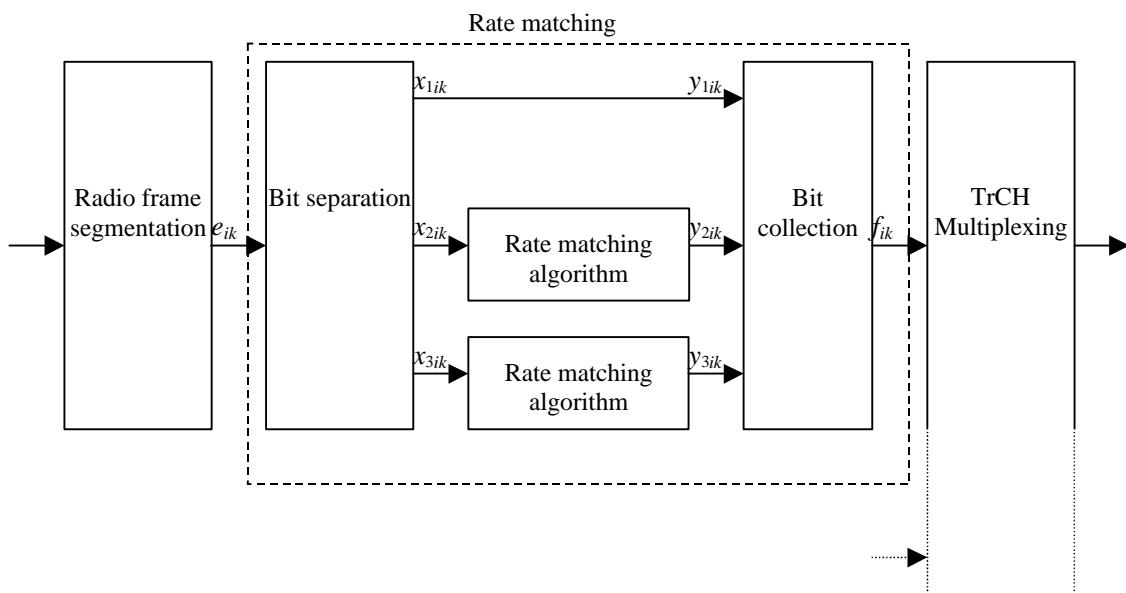 Rate matching
x1ik
y1ik
Radio frame
segmentation
eik
Bit separation
x2ik
Rate matching
algorithm
y2ik
x3ik
Rate matching
algorithm
y3ik
Bit
collection
fik
TrCH
Multiplexing